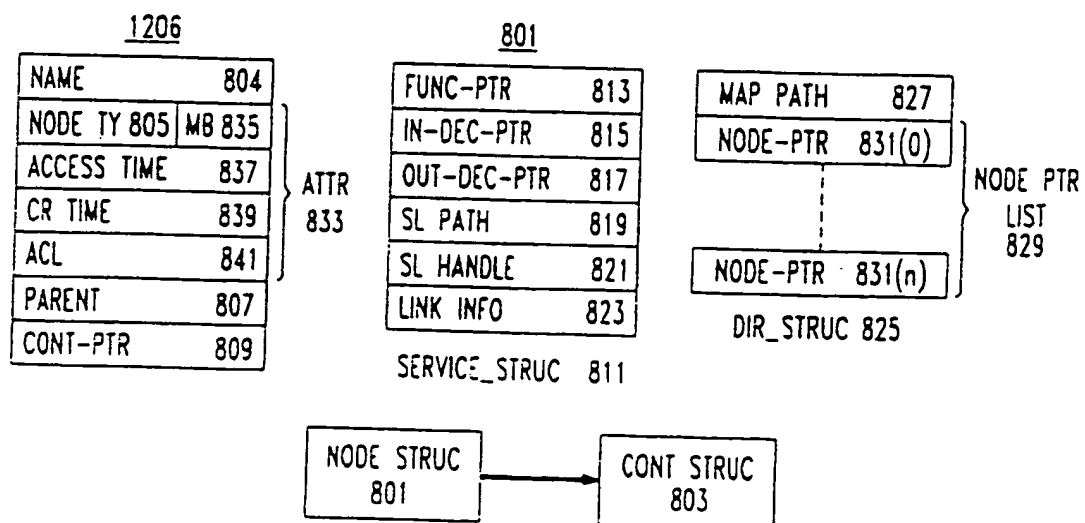 1206
NAME 804
NODE TY 805 MB 835
ACCESS TIME 837
CR TIME 839
ACL 841
PARENT 807
CONT-PTR 809
ATTR
833
801
FUNC-PTR 813
IN-DEC-PTR 815
OUT-DEC-PTR 817
SL PATH 819
SL HANDLE 821
LINK INFO 823
SERVICE_STRUC 811
MAP PATH 827
NODE-PTR 831(0)
NODE-PTR 831(n)
NODE PTR
LIST
829
DIR_STRUC 825
NODE STRUC
801
CONT STRUC
803